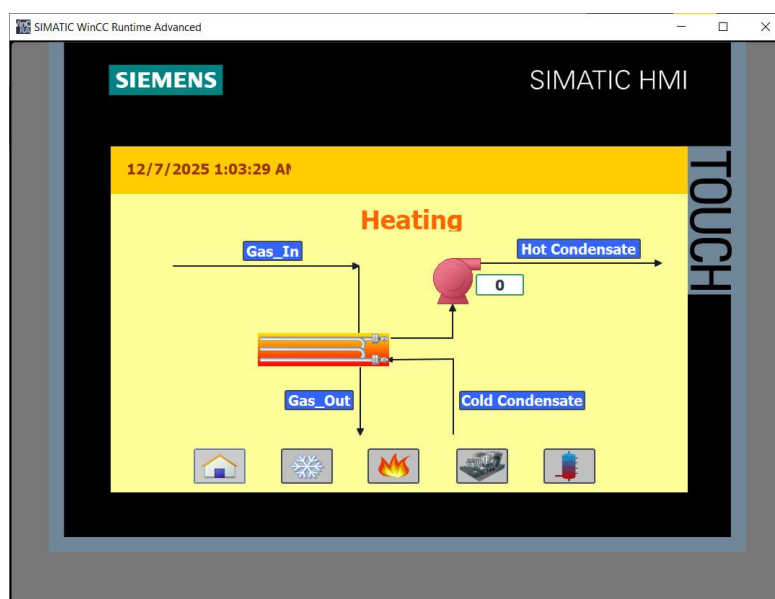 SIMATIC WinCC Runtime Advanced
SIEMENS
SIMATIC HMI
TOUCH
12/7/2025 1:03:29
Heating
Gas_In
Hot Condensate
0
Gas_Out
Cold Condensate